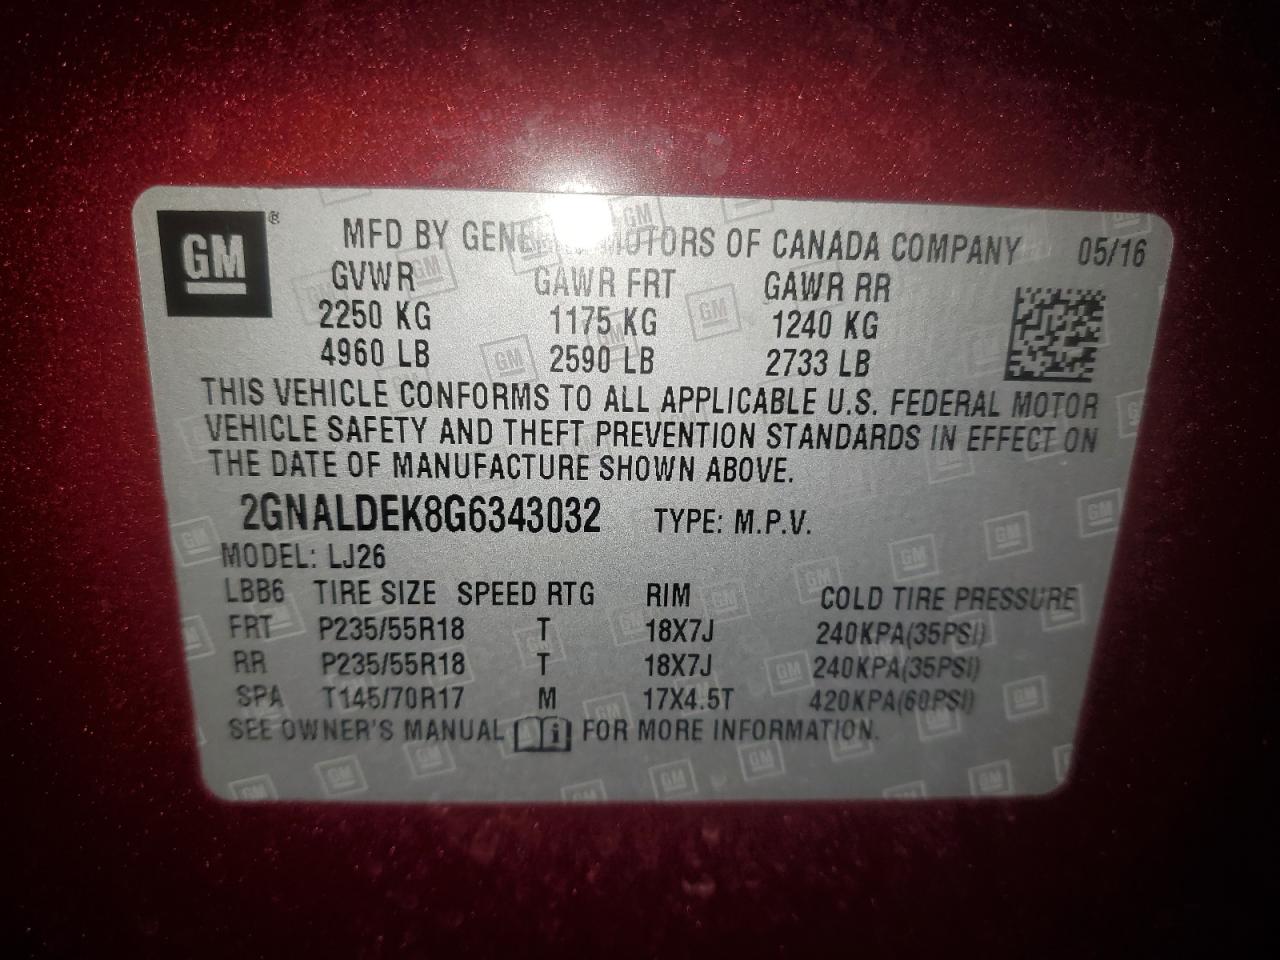 GM ®
MFD BY GENERAL MOTORS OF CANADA COMPANY 05/16
GVWR GAWR FRT GAWR RR
2250 KG 1175 KG 1240 KG
4960 LB 2590 LB 2733 LB
THIS VEHICLE CONFORMS TO ALL APPLICABLE U.S. FEDERAL MOTOR
VEHICLE SAFETY AND THEFT PREVENTION STANDARDS IN EFFECT ON
THE DATE OF MANUFACTURE SHOWN ABOVE.
2GNALDEK8G6343032 TYPE: M.P.V.
MODEL: LJ26
LBB6 TIRE SIZE SPEED RTG RIM COLD TIRE PRESSURE
FRT P235/55R18 T 18X7J 240KPA(35PSI)
RR P235/55R18 T 18X7J 240KPA(35PSI)
SPA T145/70R17 M 17X4.5T 420KPA(60PSI)
SEE OWNER'S MANUAL FOR MORE INFORMATION.